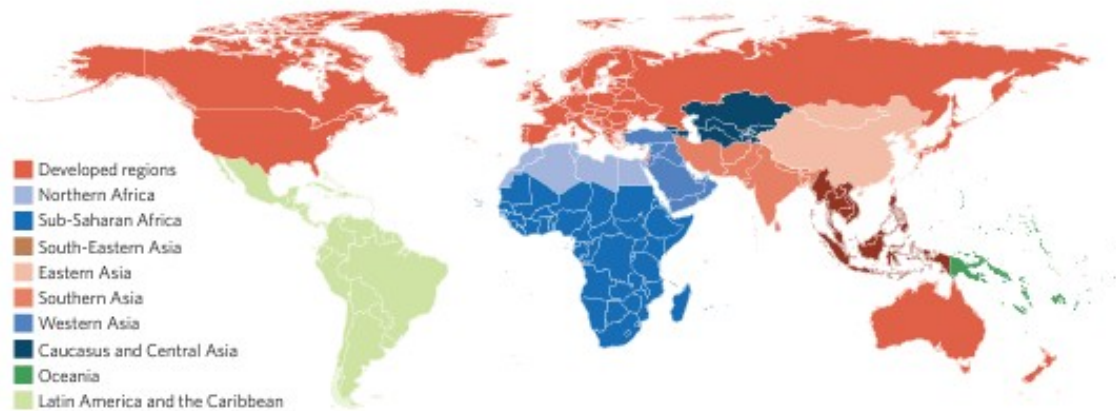 Developed regions
Northern Africa
Sub-Saharan Africa
South-Eastern Asia
Eastern Asia
Southern Asia
Western Asia
Caucasus and Central Asia
Oceania
Latin America and the Caribbean